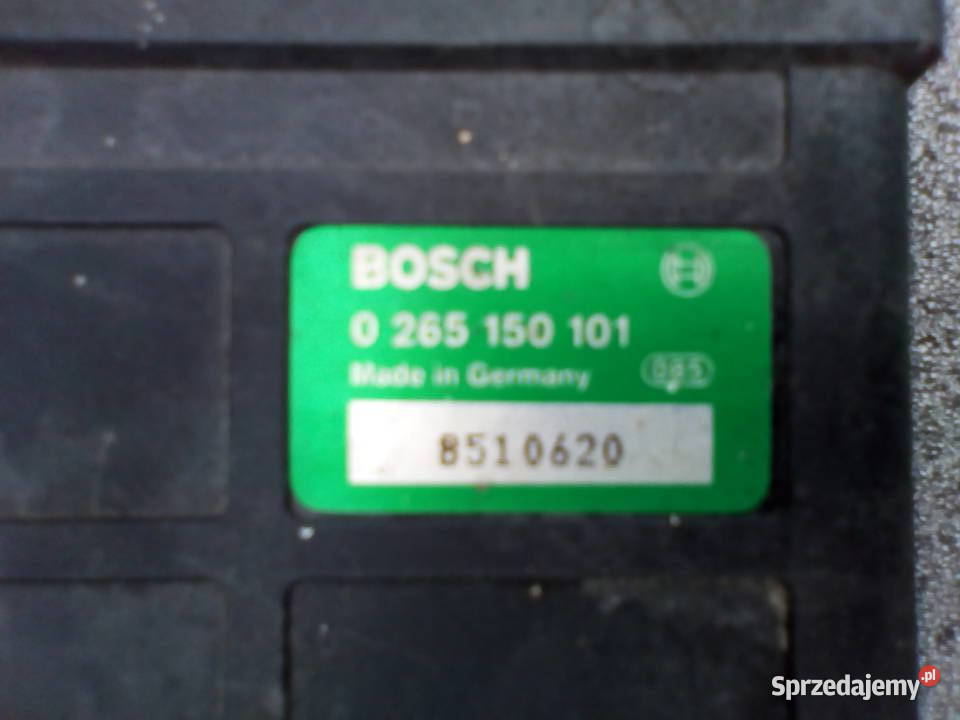 BOSCH
0 265 150 101
Made in Germany
8510620
Sprzedajemy.pl